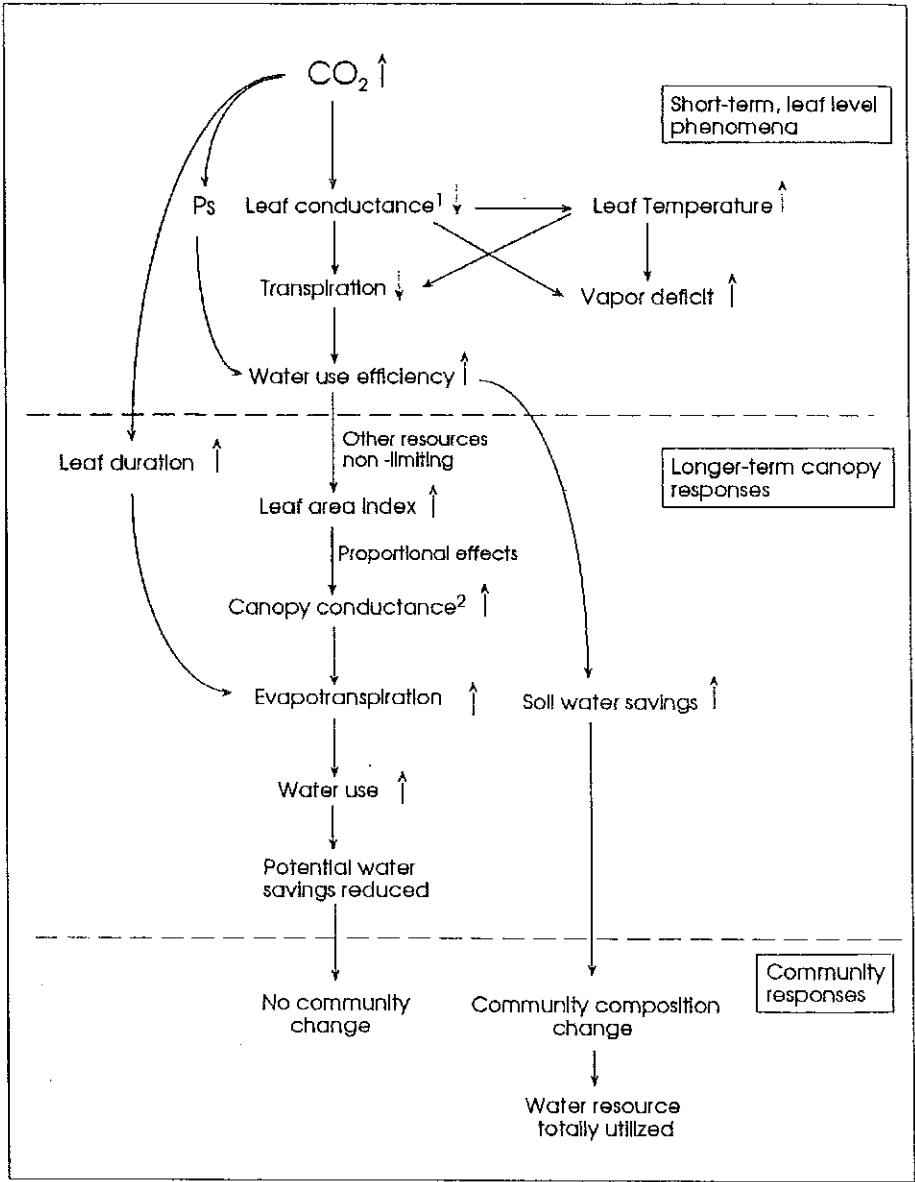 CO₂ ↑
Short-term, leaf level
phenomena
Ps
Leaf conductance¹ ↓
Leaf Temperature ↑
Transpiration ↓
Vapor deficit ↑
Water use efficiency ↑
Other resources
non -limiting
Leaf duration ↑
Longer-term canopy
responses
Leaf area index ↑
Proportional effects
Canopy conductance² ↑
Evapotranspiration ↑
Soil water savings ↑
Water use ↑
Potential water
savings reduced
Community
responses
No community
change
Community composition
change
Water resource
totally utilized